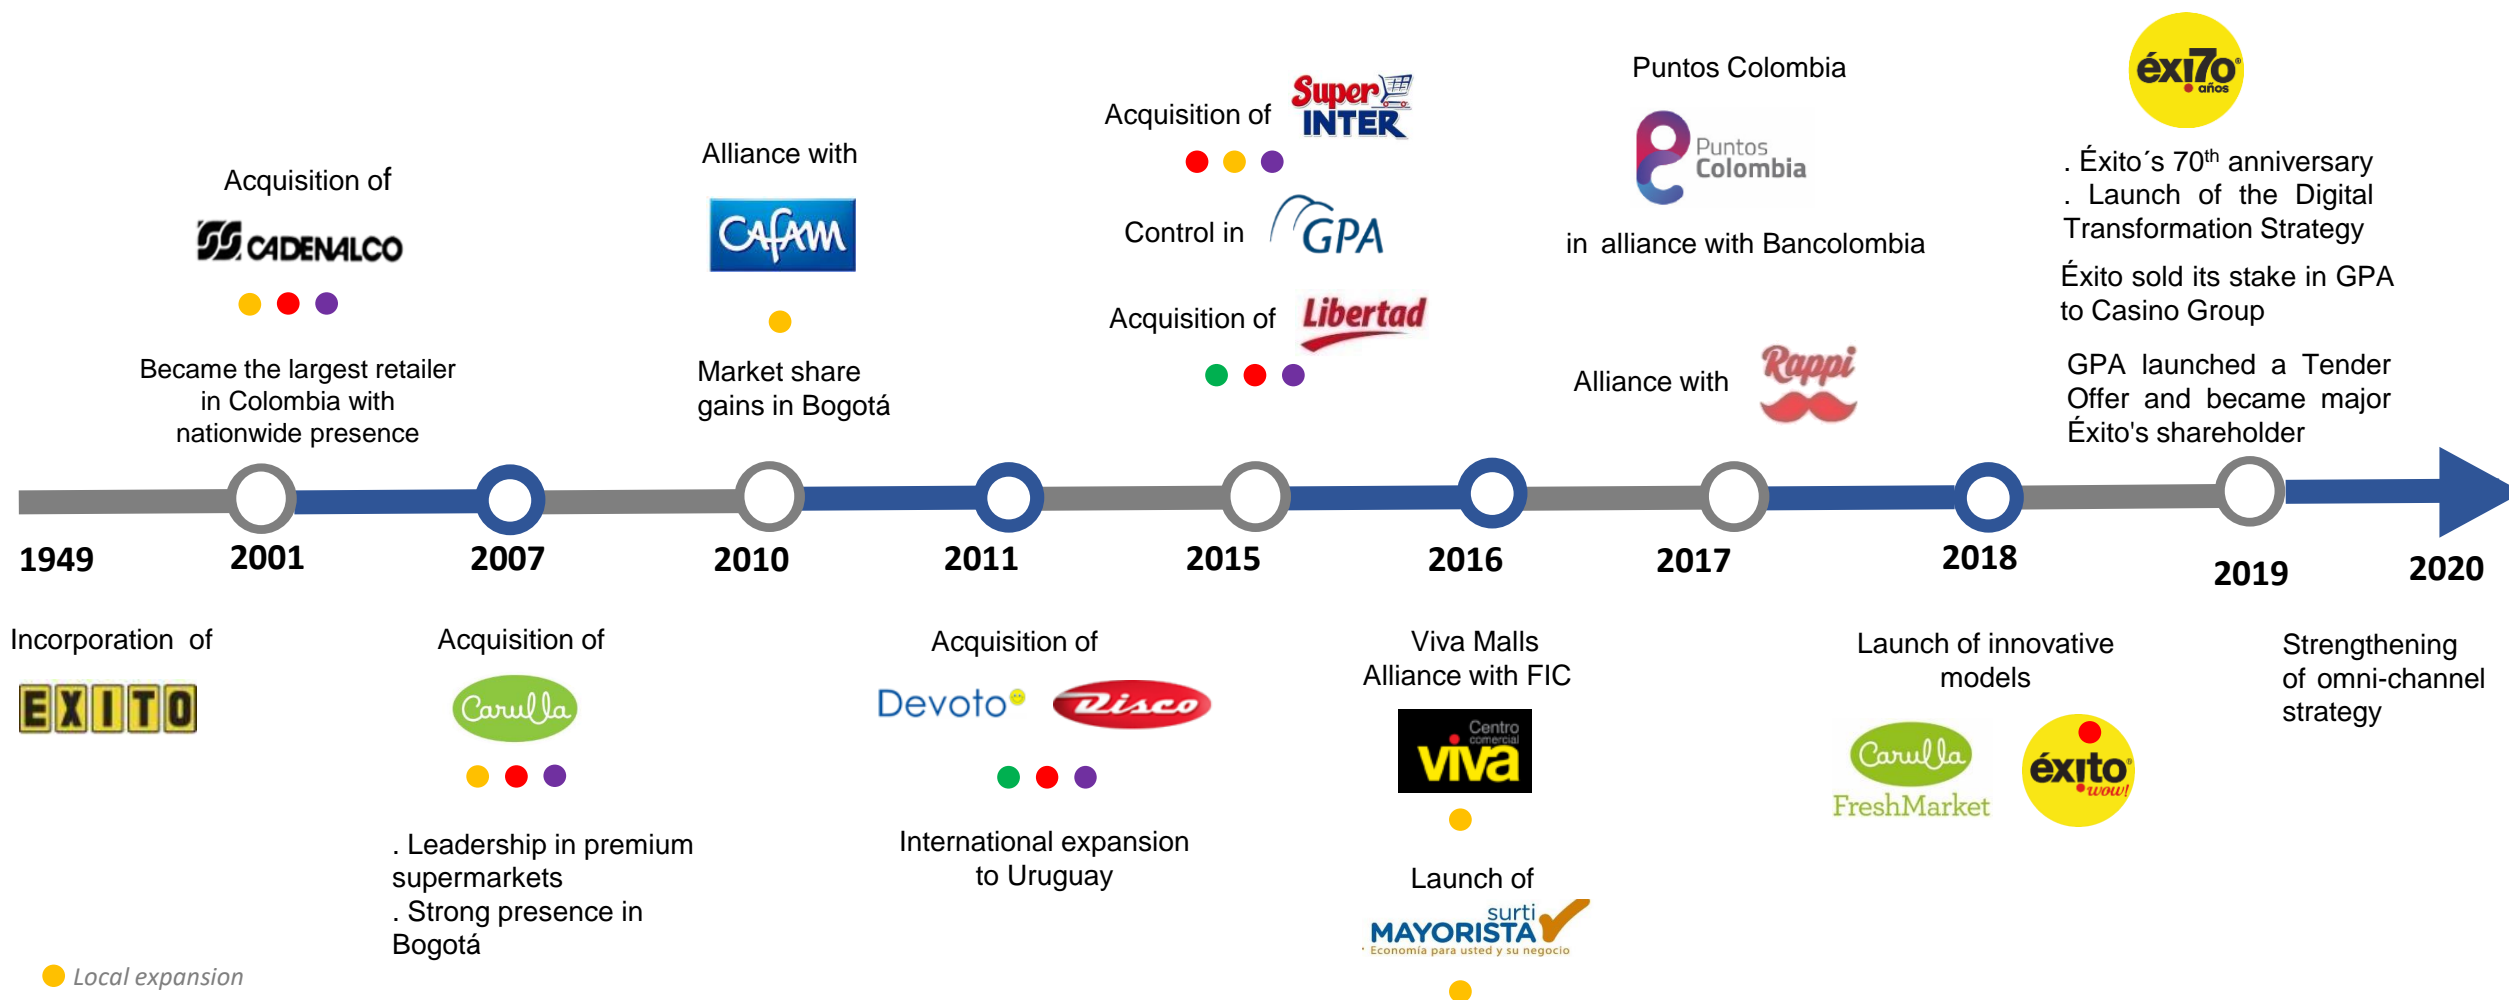 Acquisition of
CADENALCO
Became the largest retailer
in Colombia with
nationwide presence
Alliance with
CAFAM
Market share
gains in Bogotá
Acquisition of
Super
INTER
Control in
GPA
Acquisition of
Libertad
Puntos Colombia
Puntos
Colombia
in alliance with Bancolombia
Alliance with
Rappi
éxi7o®
años
. Éxito´s 70th anniversary
. Launch of the Digital
Transformation Strategy
Éxito sold its stake in GPA
to Casino Group
GPA launched a Tender
Offer and became major
Éxito's shareholder
1949
2001
2007
2010
2011
2015
2016
2017
2018
2019
2020
Incorporation of
EXITO
Acquisition of
Carulla
. Leadership in premium
supermarkets
. Strong presence in
Bogotá
Acquisition of
Devoto
Disco
International expansion
to Uruguay
Viva Malls
Alliance with FIC
Centro
comercial
viva
Launch of
surti
MAYORISTA
Economía para usted y su negocio
Launch of innovative
models
Carulla
FreshMarket
éxito®
wow!
Strengthening
of omni-channel
strategy
Local expansion